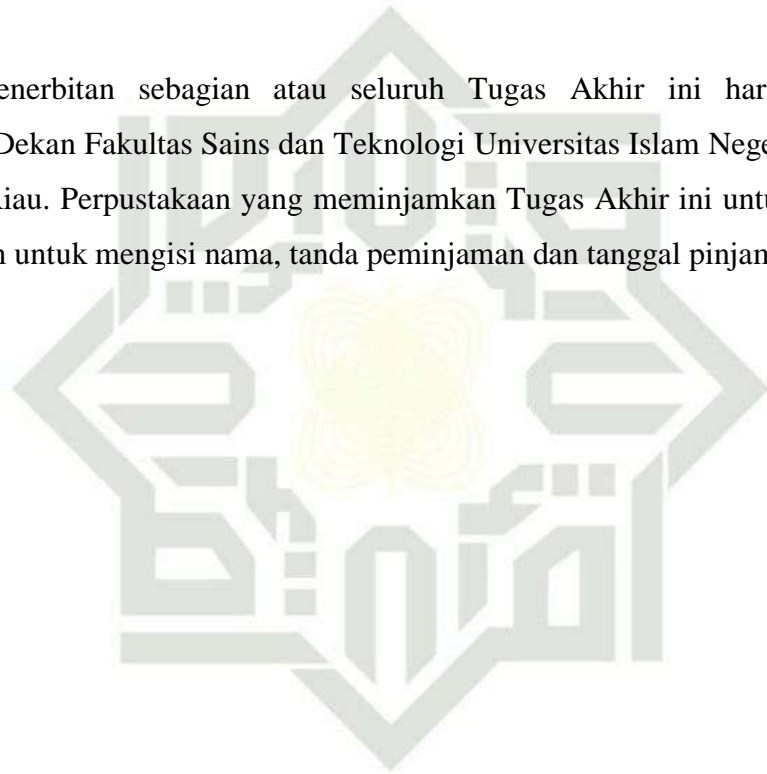 enerbitan sebagian atau seluruh Tugas Akhir ini har
Dekan Fakultas Sains dan Teknologi Universitas Islam Nege
Riau. Perpustakaan yang meminjamkan Tugas Akhir ini untu
n untuk mengisi nama, tanda peminjaman dan tanggal pinjam